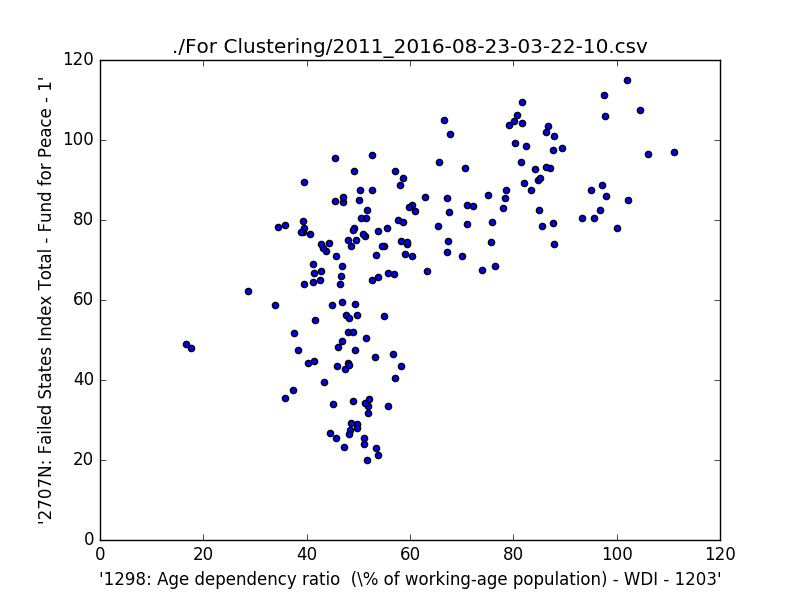 ./For Clustering/2011_2016-08-23-03-22-10.csv
120
100
80
60
40
20
0
'2707N: Failed States Index Total - Fund for Peace - 1'
0 20 40 60 80 100 120
'1298: Age dependency ratio  (\% of working-age population) - WDI - 1203'